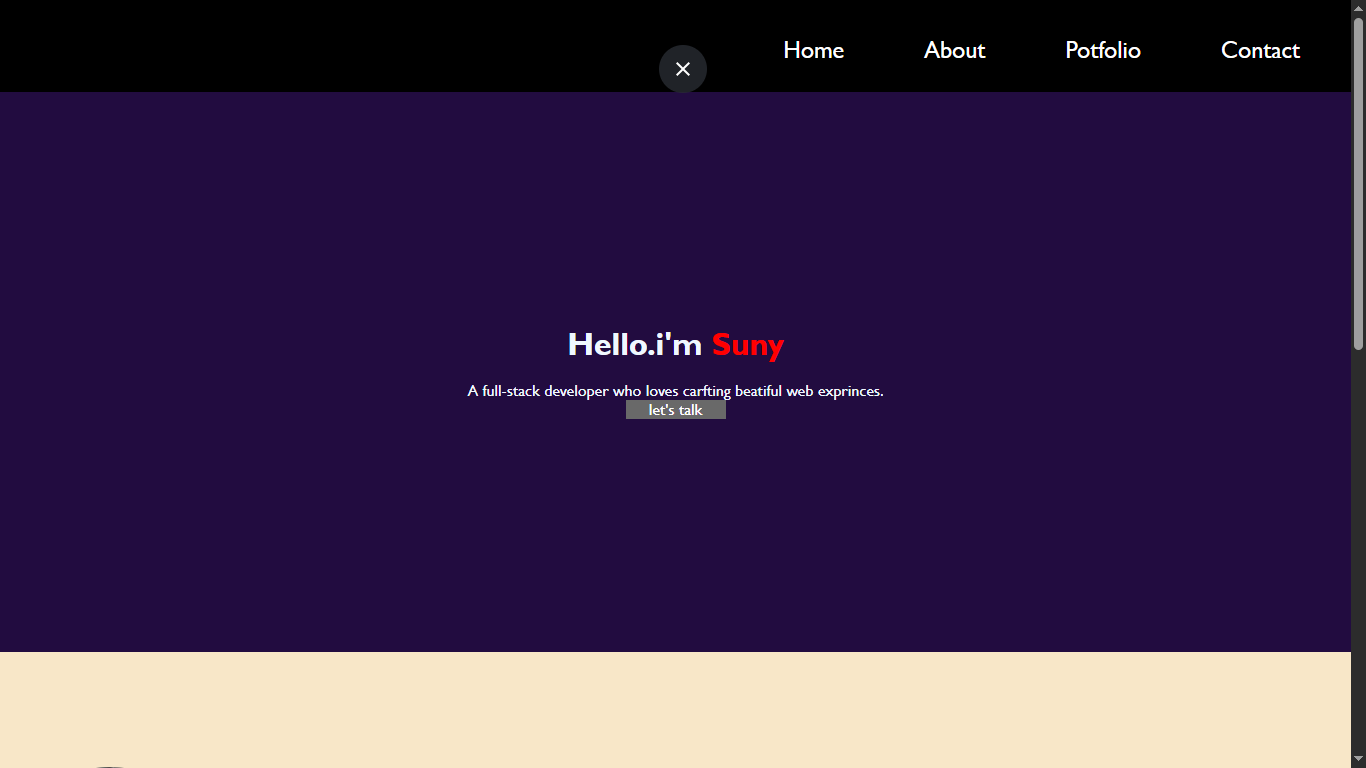 Home About Potfolio Contact
Hello.i'm Suny
A full-stack developer who loves carfting beatiful web exprinces.
let's talk